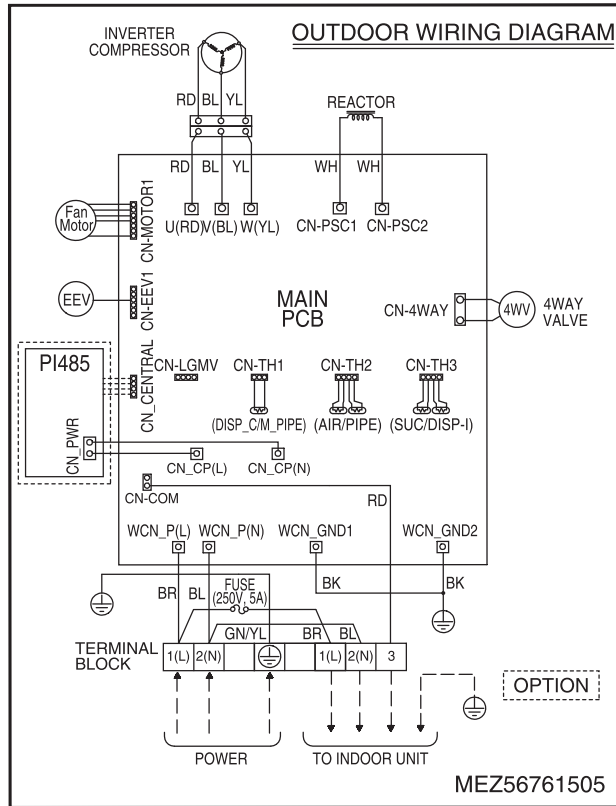 OUTDOOR WIRING DIAGRAM
INVERTER
COMPRESSOR
RD BL YL
REACTOR
RD BL YL
WH WH
U(RD) V(BL) W(YL)
CN-PSC1 CN-PSC2
Fan
Motor
CN-MOTOR1
EEV
CN-EEV1
MAIN
PCB
CN-4WAY
4WV
4WAY
VALVE
PI485
CN_CENTRAL
CN-LGMV
CN-TH1
CN-TH2
CN-TH3
(DISP_C/M_PIPE)
(AIR/PIPE)
(SUC/DISP-I)
CN_PWR
CN_CP(L)
CN_CP(N)
CN-COM
RD
WCN_P(L)
WCN_P(N)
WCN_GND1
WCN_GND2
BR BL
FUSE
(250V, 5A)
BK
BK
GN/YL
BR BL
TERMINAL
BLOCK
1(L) 2(N) 1(L) 2(N) 3
OPTION
POWER
TO INDOOR UNIT
MEZ56761505